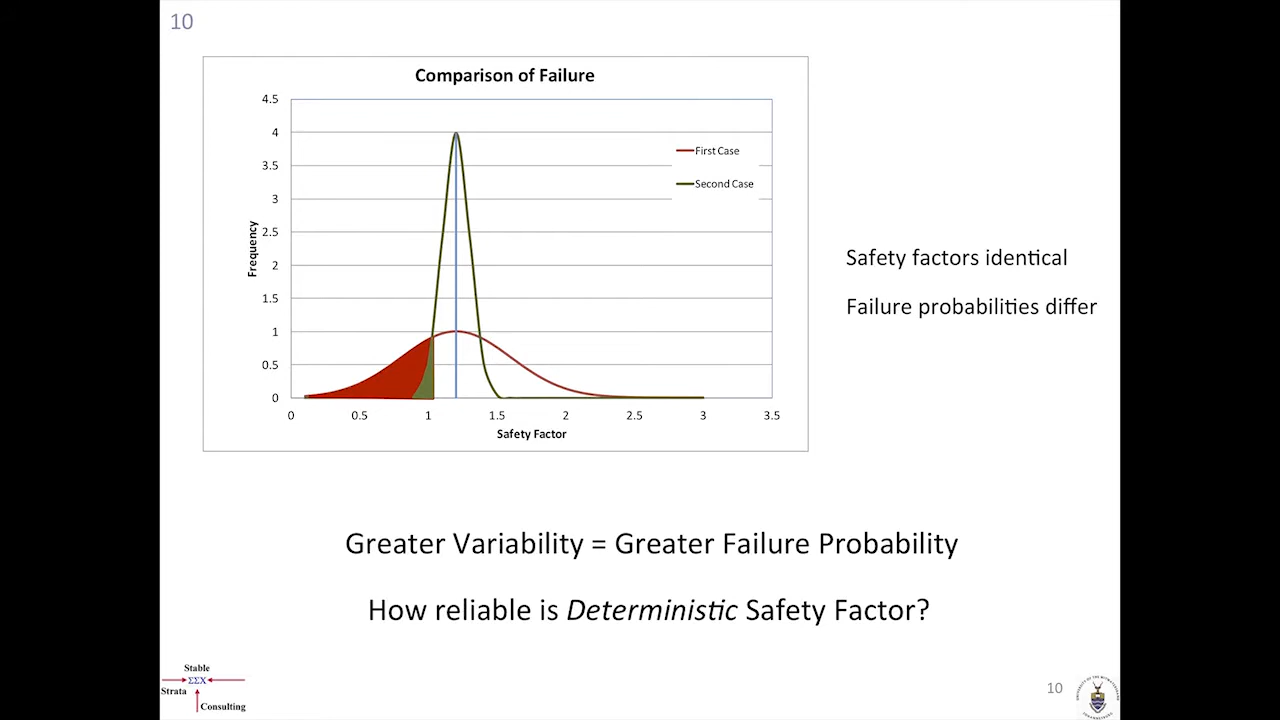 10
Comparison of Failure
4.5
4
3.5
3
2.5
2
1.5
1
0.5
0
Frequency
0 0.5 1 1.5 2 2.5 3 3.5
Safety Factor
First Case
Second Case
Safety factors identical
Failure probabilities differ
Greater Variability = Greater Failure Probability
How reliable is Deterministic Safety Factor?
Stable
ΣΣX
Strata
Consulting
10